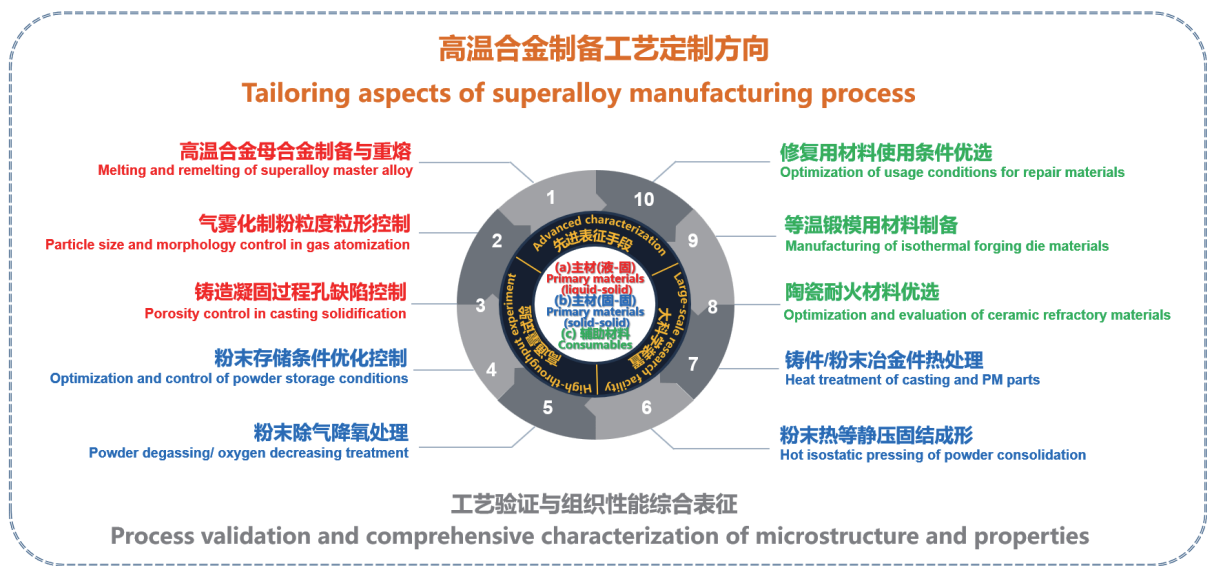 高温合金制备工艺定制方向
Tailoring aspects of superalloy manufacturing process
高温合金母合金制备与重熔
Melting and remelting of superalloy master alloy
气雾化制粉粒度粒形控制
Particle size and morphology control in gas atomization
铸造凝固过程孔缺陷控制
Porosity control in casting solidification
粉末存储条件优化控制
Optimization and control of powder storage conditions
粉末除气降氧处理
Powder degassing/ oxygen decreasing treatment
1
2
3
4
5
6
7
8
9
10
Advanced characterization
先进表征手段
High-throughput experiment
高通量试验
Large-scale research facility
大科学装置
(a)主材(液-固)
Primary materials
(liquid-solid)
(b)主材(固-固)
Primary materials
(solid-solid)
(c) 辅助材料
Consumables
修复用材料使用条件优选
Optimization of usage conditions for repair materials
等温锻模用材料制备
Manufacturing of isothermal forging die materials
陶瓷耐火材料优选
Optimization and evaluation of ceramic refractory materials
铸件/粉末冶金件热处理
Heat treatment of casting and PM parts
粉末热等静压固结成形
Hot isostatic pressing of powder consolidation
工艺验证与组织性能综合表征
Process validation and comprehensive characterization of microstructure and properties